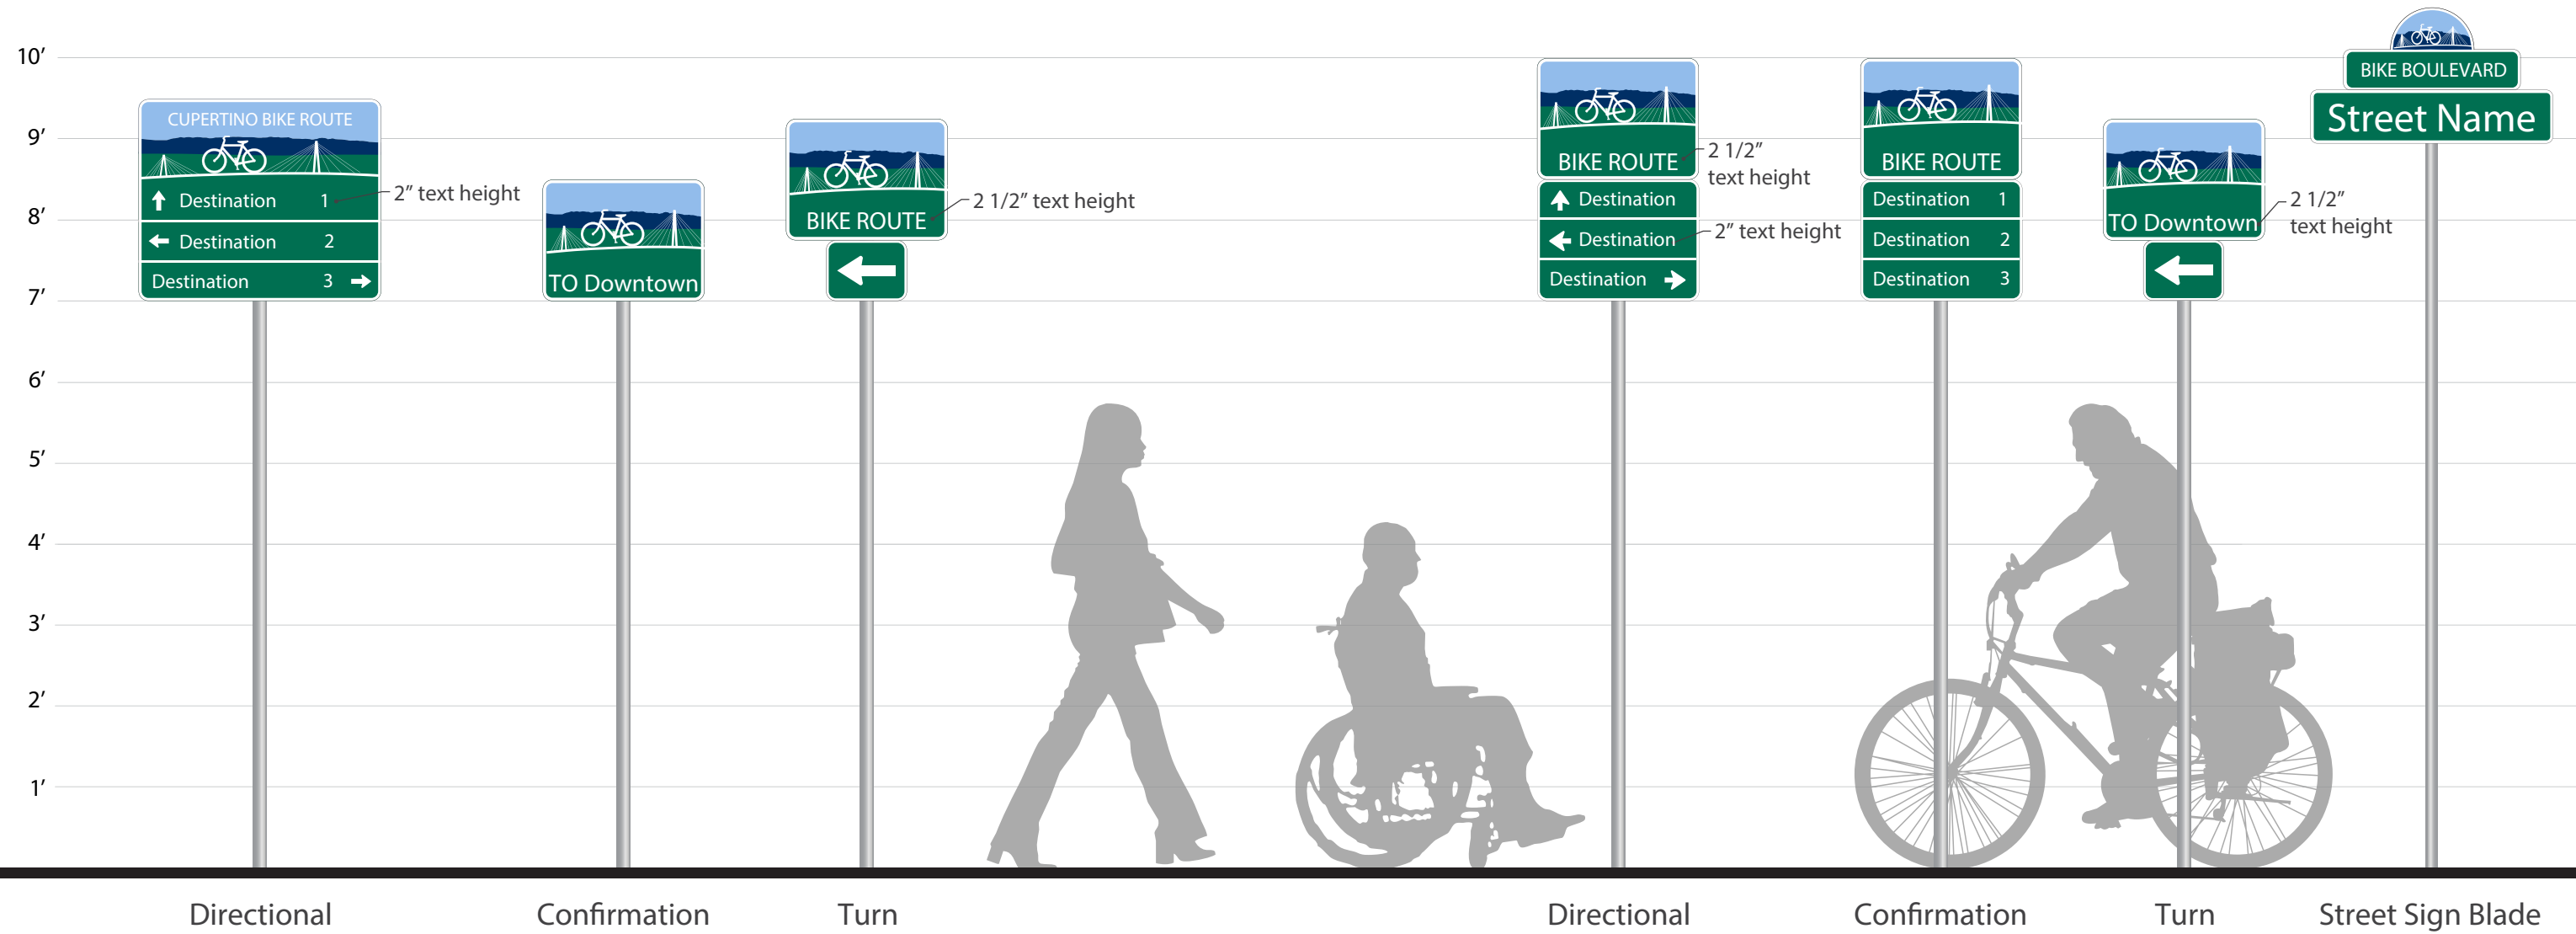 10’
9’
8’
7’
6’
5’
4’
3’
2’
1’
CUPERTINO BIKE ROUTE
Destination 1
Destination 2
Destination 3
2” text height
TO Downtown
BIKE ROUTE
2 1/2” text height
BIKE ROUTE
2 1/2”
text height
Destination
Destination
Destination
2” text height
BIKE ROUTE
Destination 1
Destination 2
Destination 3
TO Downtown
2 1/2”
text height
BIKE BOULEVARD
Street Name
Directional
Confirmation
Turn
Directional
Confirmation
Turn
Street Sign Blade